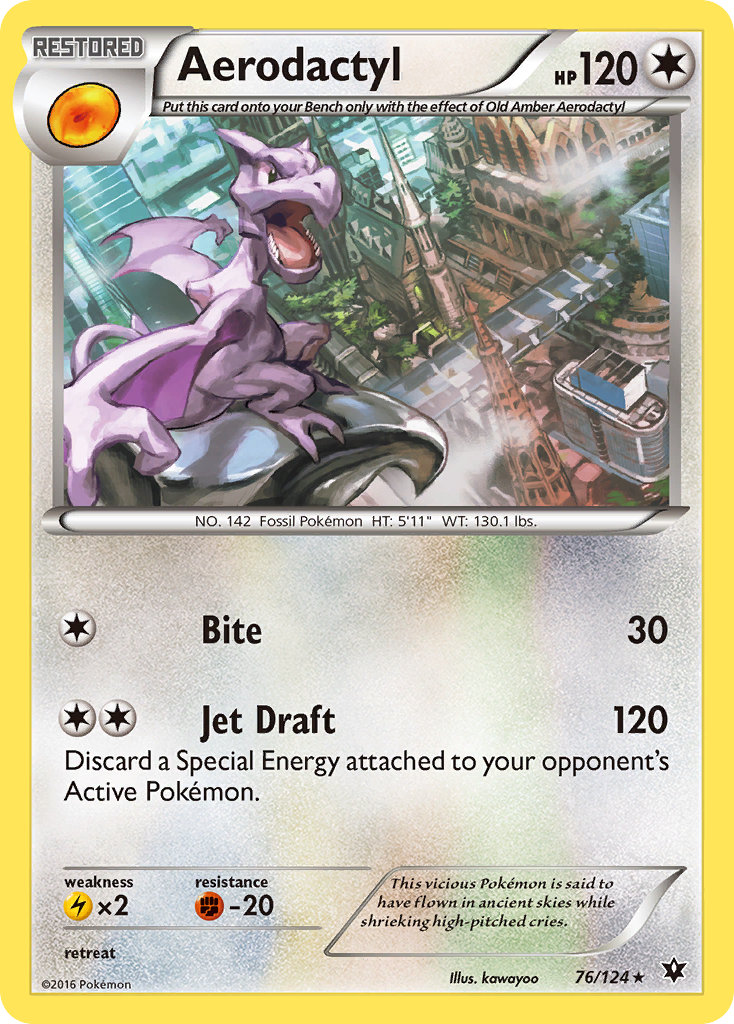 RESTORED
Aerodactyl
HP120
Put this card onto your Bench only with the effect of Old Amber Aerodactyl
NO. 142 Fossil Pokémon HT: 5'11" WT: 130.1 lbs.
Bite 30
Jet Draft 120
Discard a Special Energy attached to your opponent's
Active Pokémon.
weakness
×2
resistance
-20
retreat
This vicious Pokémon is said to
have flown in ancient skies while
shrieking high-pitched cries.
©2016 Pokémon
Illus. kawayoo
76/124 ★